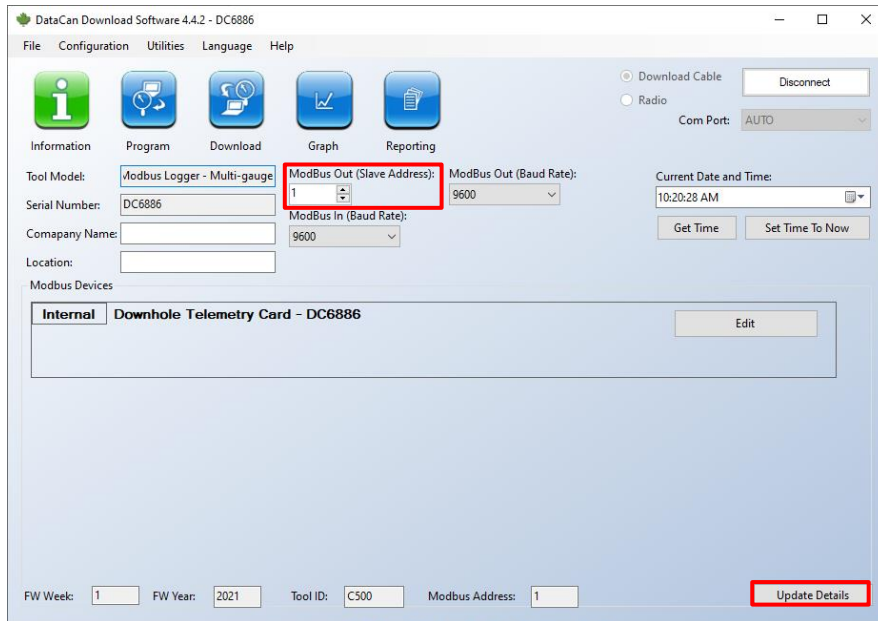 DataCan Download Software 4.4.2 - DC6886
File Configuration Utilities Language Help
Download Cable
Disconnect
Radio
Com Port: AUTO
Information Program Download Graph Reporting
Tool Model: Modbus Logger - Multi-gauge
ModBus Out (Slave Address): ModBus Out (Baud Rate):
Current Date and Time:
1 9600
10:20:28 AM
Serial Number: DC6886
ModBus In (Baud Rate):
Get Time Set Time To Now
Comapany Name: 9600
Location:
Modbus Devices
Internal Downhole Telemetry Card - DC6886
Edit
FW Week: 1 FW Year: 2021 Tool ID: C500 Modbus Address: 1 Update Details